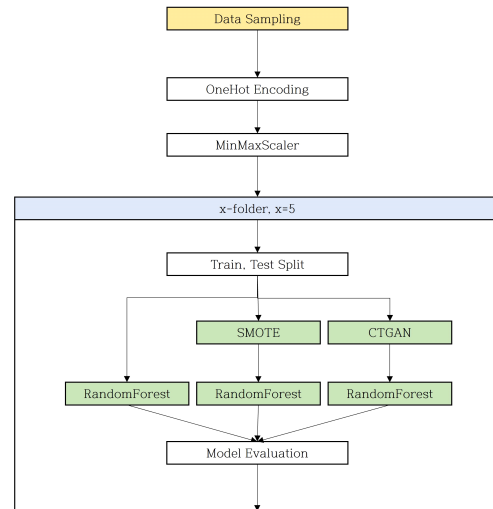 Data Sampling
OneHot Encoding
MinMaxScaler
x-folder, x=5
Train, Test Split
SMOTE
CTGAN
RandomForest
RandomForest
RandomForest
Model Evaluation